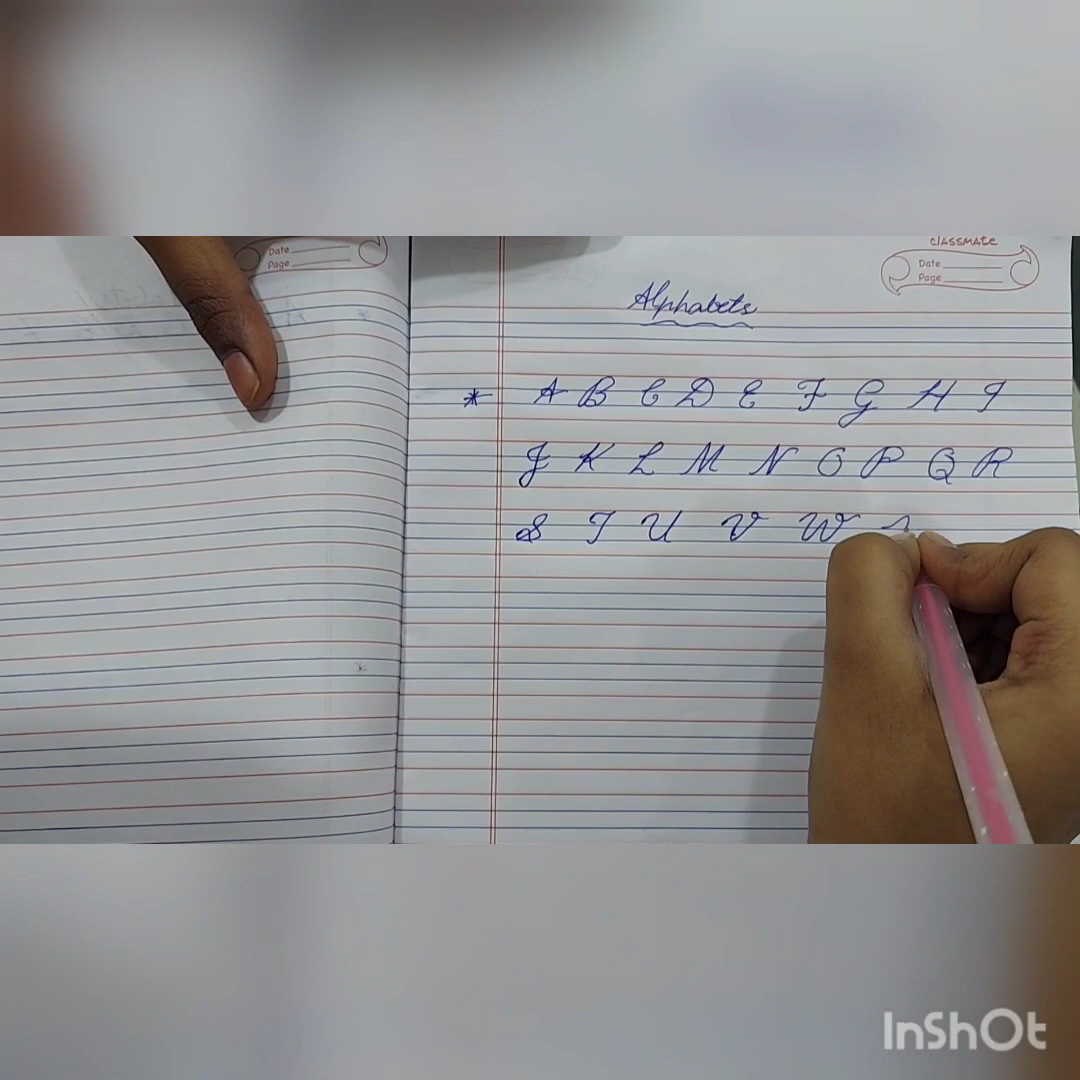 Date
Page
CLASSMATE
Date
Page
Alphabets
* A B C D E F G H I
J K L M N O P Q R
S T U V W
InShOt